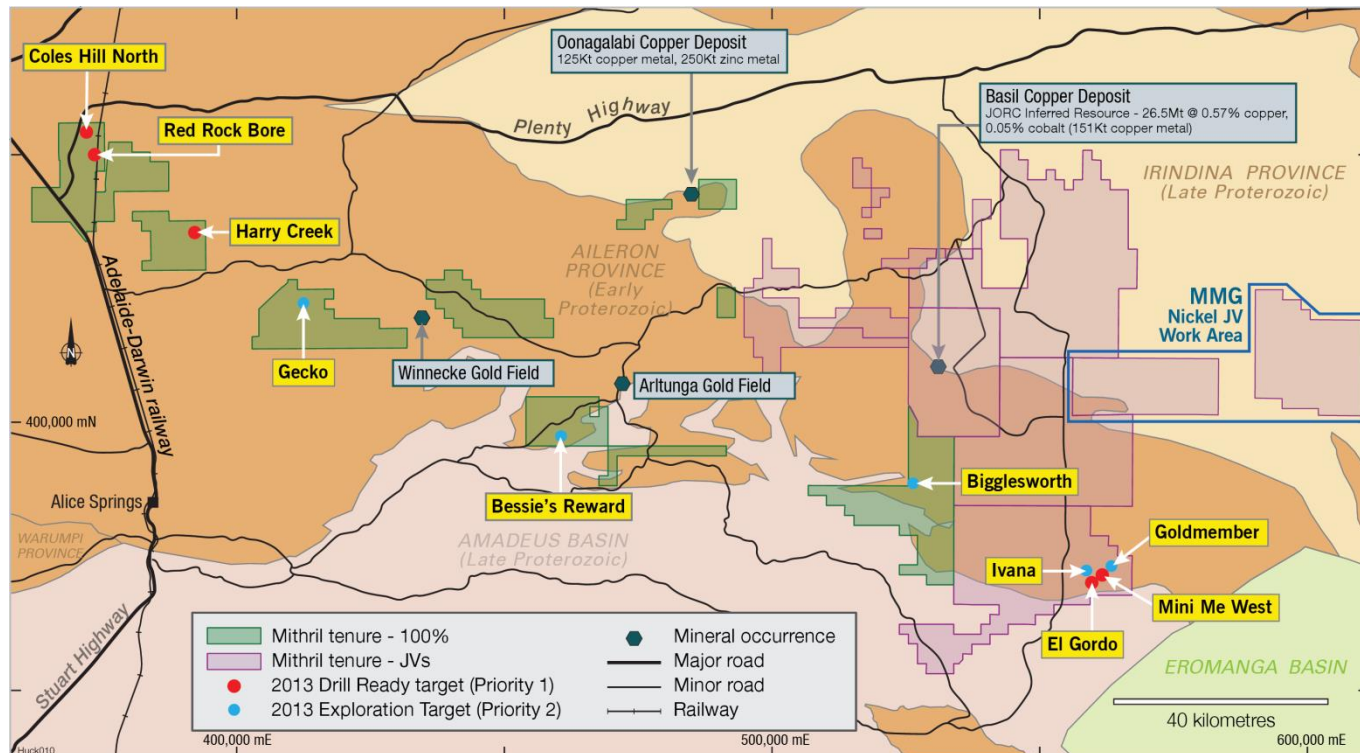 Coles Hill North
Red Rock Bore
Harry Creek
Gecko
Winnecke Gold Field
Arltunga Gold Field
Bessie's Reward
Oonagalabi Copper Deposit
125Kt copper metal, 250Kt zinc metal
Plenty Highway
Basil Copper Deposit
JORC Inferred Resource - 26.5Mt @ 0.57% copper,
0.05% cobalt (151Kt copper metal)
IRINDINA PROVINCE
(Late Proterozoic)
AILERON
PROVINCE
(Early
Proterozoic)
MMG
Nickel JV
Work Area
Adelaide-Darwin railway
N
400,000 mN
Alice Springs
WARUMPI
PROVINCE
AMADEUS BASIN
(Late Proterozoic)
Bigglesworth
Goldmember
Ivana
Mini Me West
El Gordo
EROMANGA BASIN
Stuart Highway
Mithril tenure - 100%
Mithril tenure - JVs
2013 Drill Ready target (Priority 1)
2013 Exploration Target (Priority 2)
Mineral occurrence
Major road
Minor road
Railway
40 kilometres
Huck010
400,000 mE
500,000 mE
600,000 mE